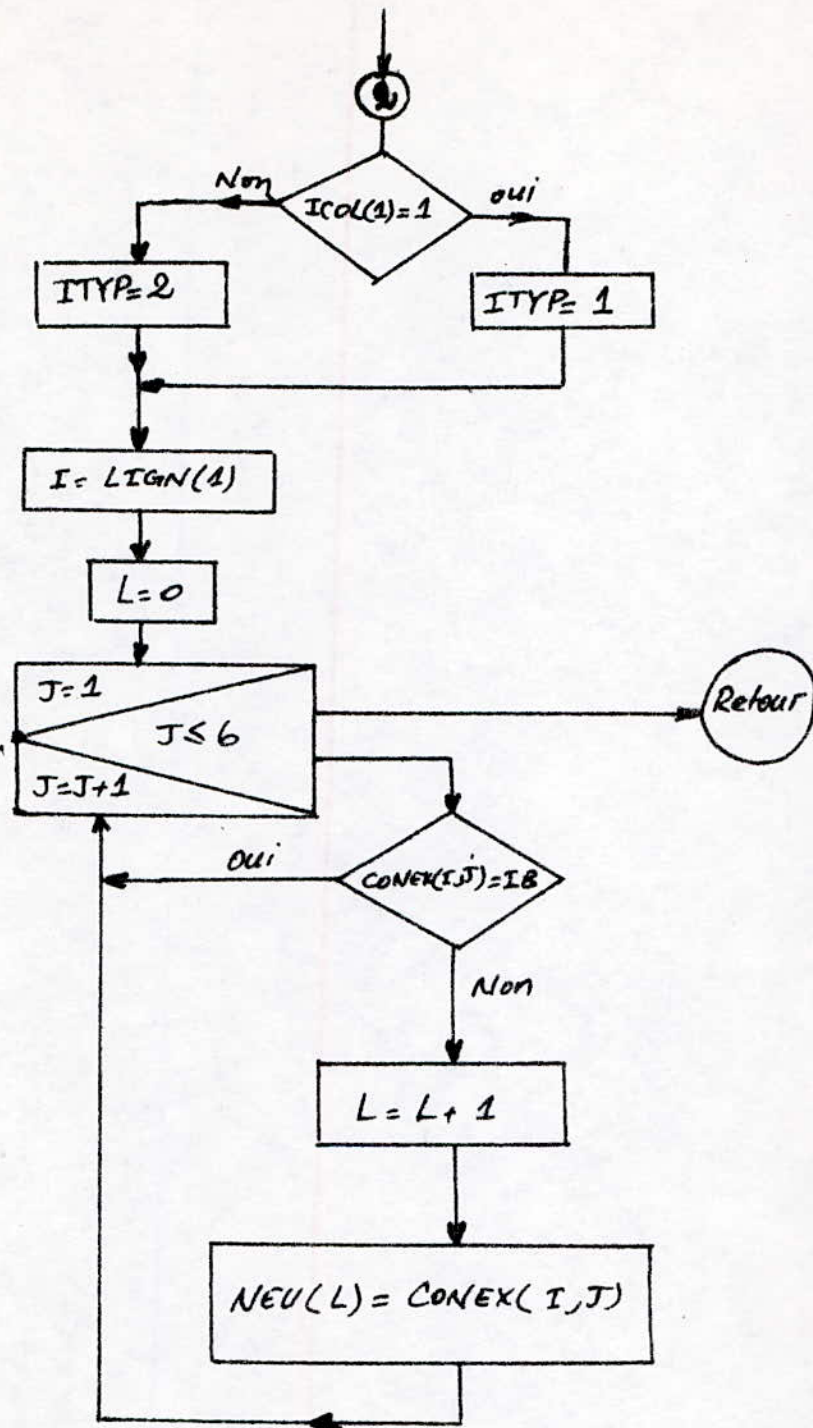 2
Non
ICOL(1)=1
oui
ITYP=2
ITYP=1
I=LIGN(1)
L=0
J=1
J≤6
J=J+1
Retour
oui
CONEX(I,J)=IB
Non
L=L+1
NEU(L)=CONEX(I,J)